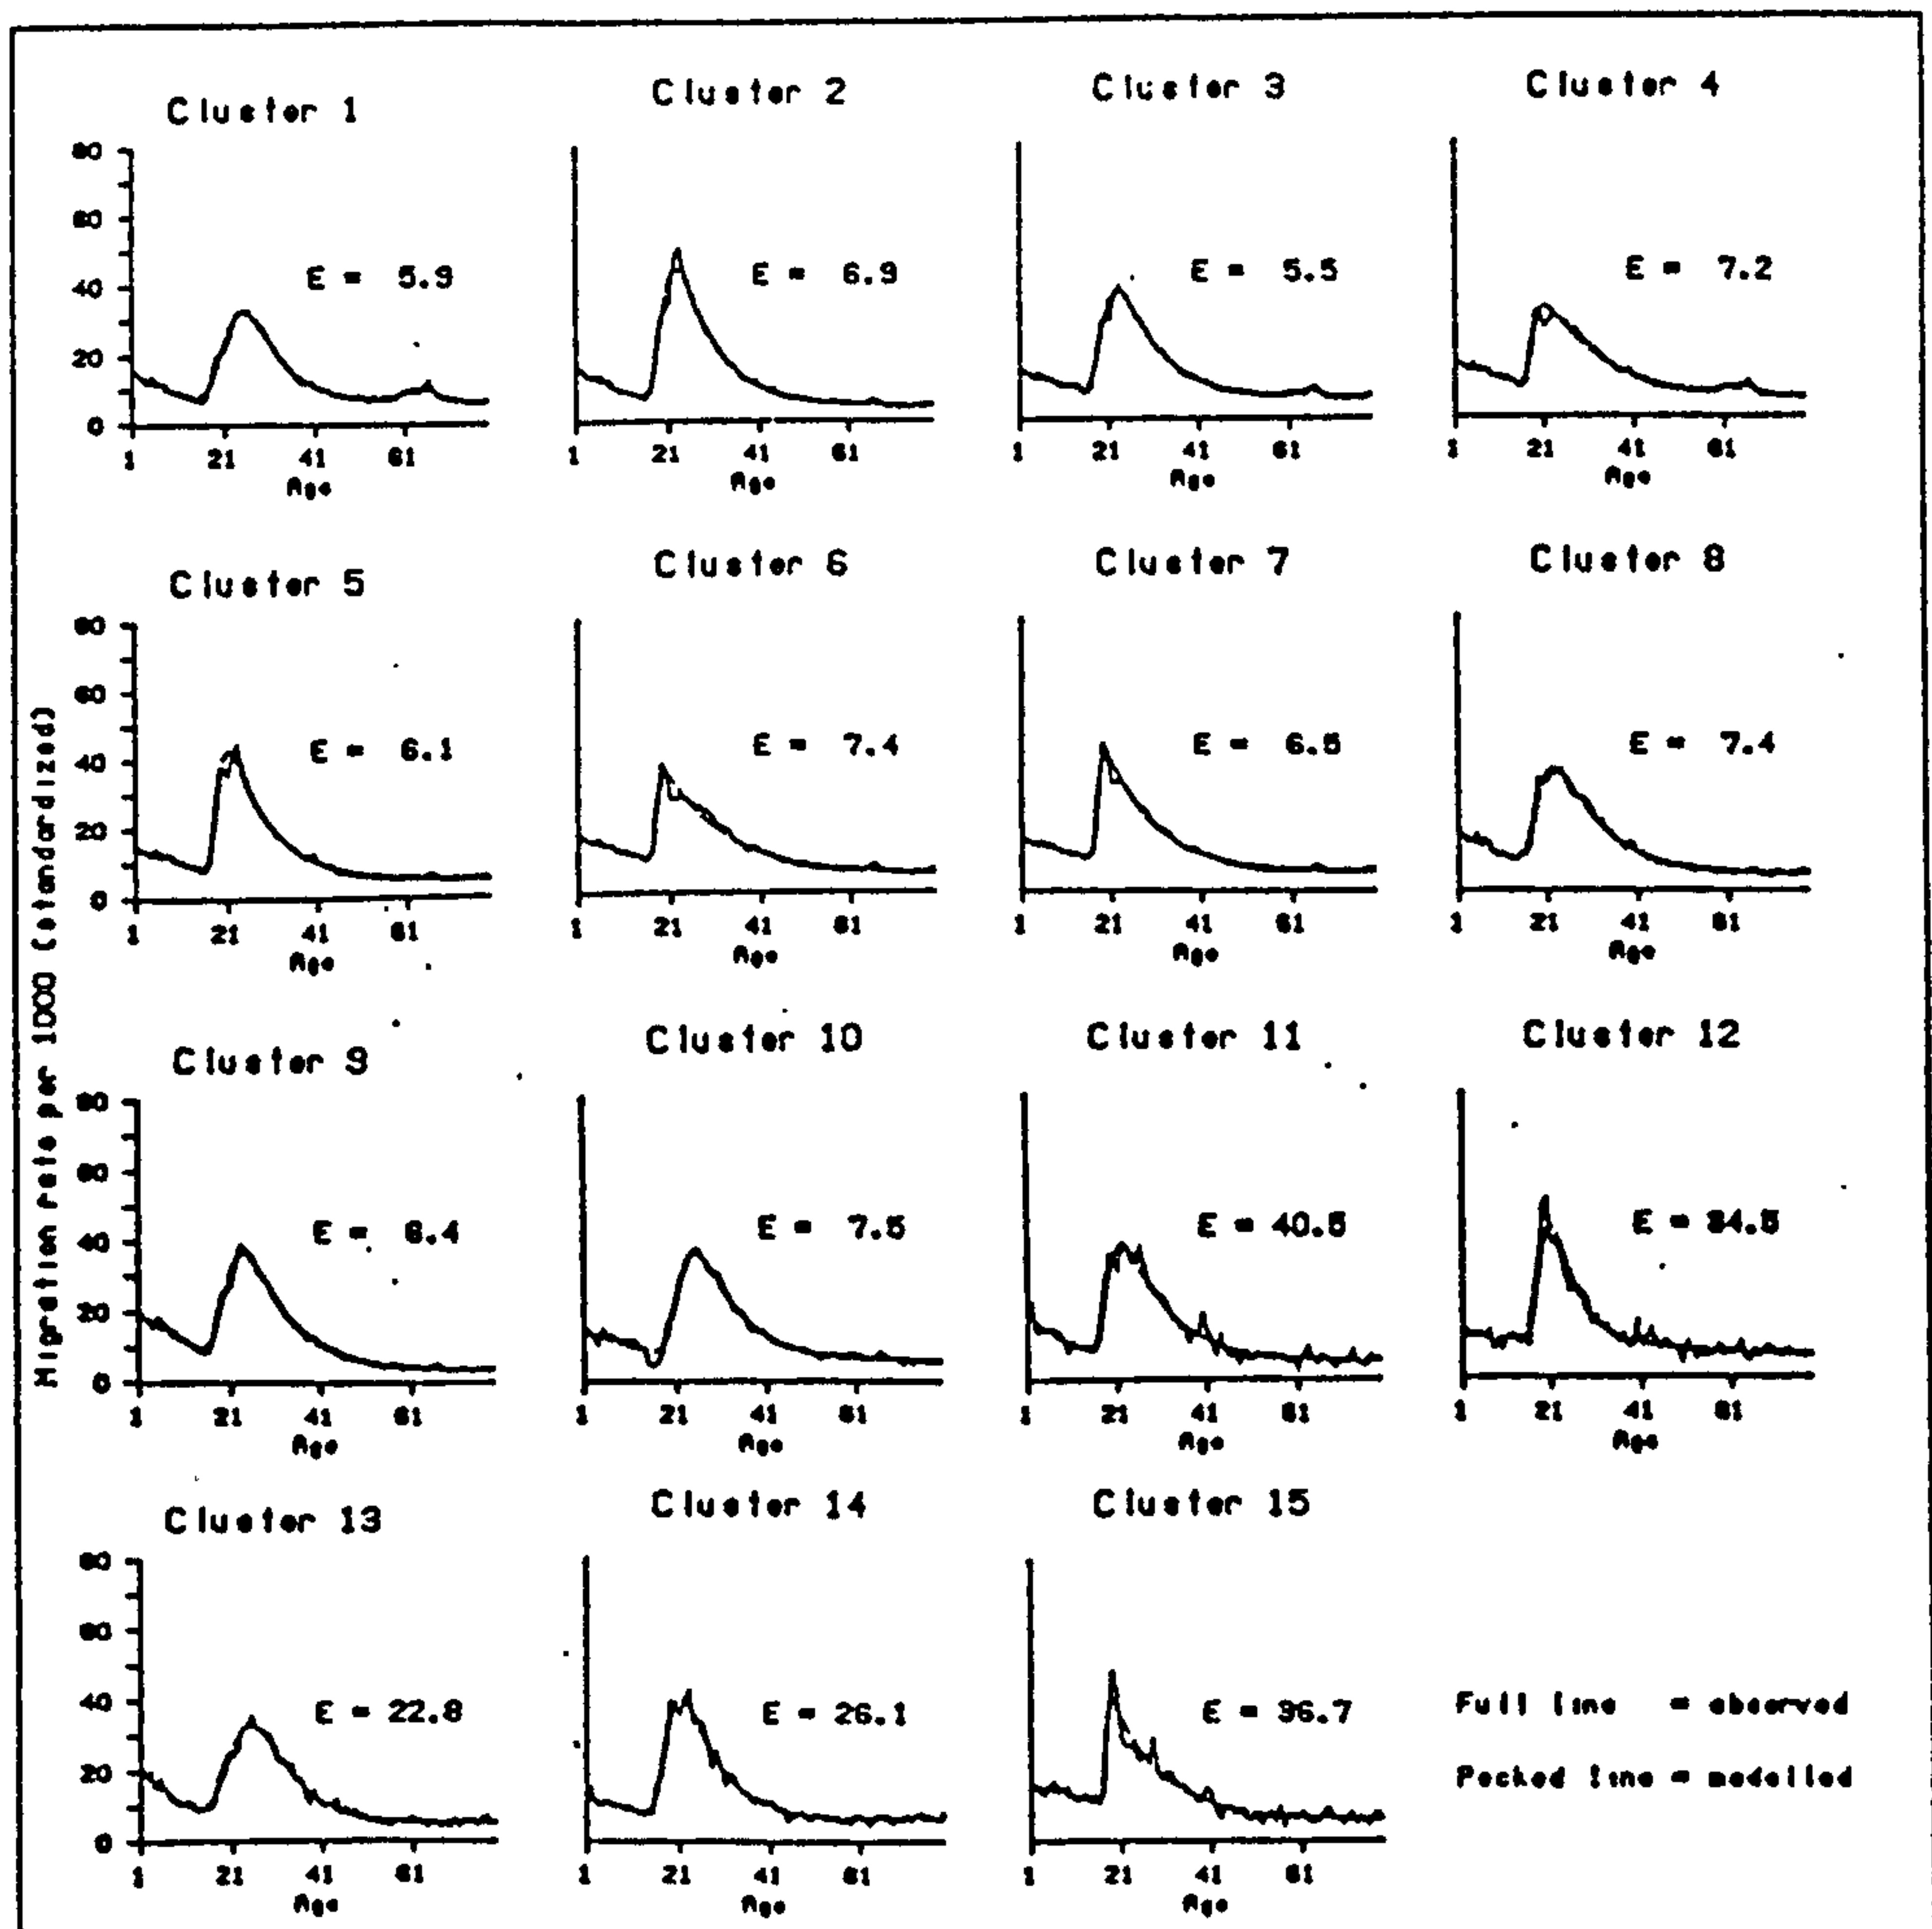 Cluster 1 Cluster 2 Cluster 3 Cluster 4
80
60
E = 5.9 E = 6.9 E = 5.5 E = 7.2
40
20
0
1 21 41 61 1 21 41 61 1 21 41 61 1 21 41 61
Age Age Age Age
Cluster 5 Cluster 6 Cluster 7 Cluster 8
80
60
E = 6.1 E = 7.4 E = 6.5 E = 7.4
40
20
0
1 21 41 61 1 21 41 61 1 21 41 61 1 21 41 61
Age Age Age Age
Migration rate per 1000 (standardized)
Cluster 9 Cluster 10 Cluster 11 Cluster 12
80
60
E = E = 7.5 E = 40.5 E =
40
20
0
1 21 41 61 1 21 41 61 1 21 41 61 1 21 41 61
Age Age Age Age
Cluster 13 Cluster 14 Cluster 15
80
60
E = 22.8 E = 26.1 E = 36.7
40
20
0
1 21 41 61 1 21 41 61 1 21 41 61
Age Age Age
Full line = observed
Pecked line = modelled